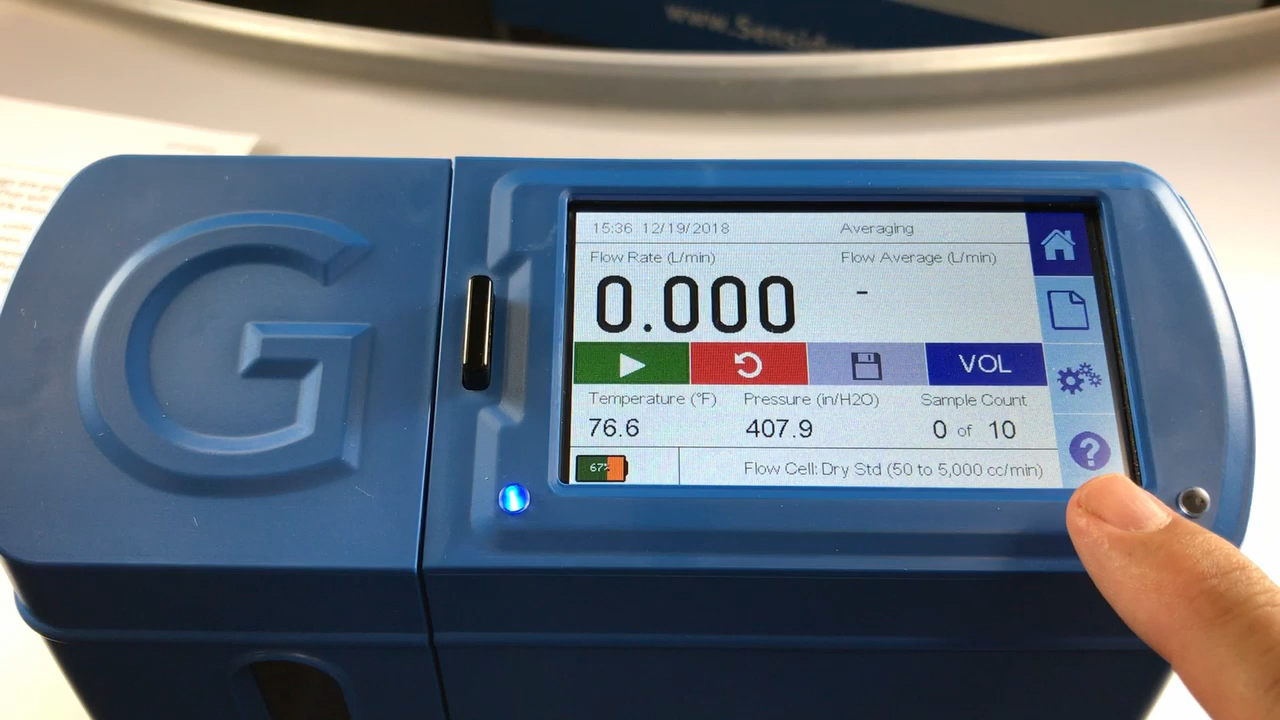 www.Sensi
G
15:36 12/19/2018 Averaging
Flow Rate (L/min) Flow Average (L/min)
0.000 -
VOL
Temperature (°F) Pressure (in/H2O) Sample Count
76.6 407.9 0 of 10
67% Flow Cell: Dry Std (50 to 5,000 cc/min)
?